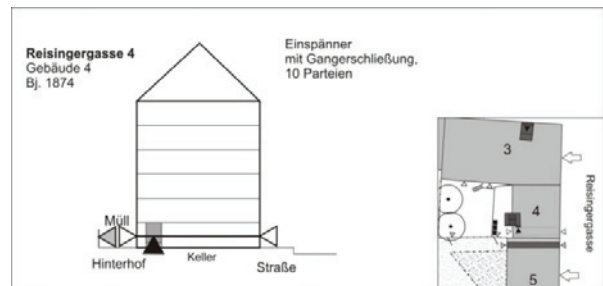 Reisingergasse 4
Gebäude 4
Bj. 1874
Einspänner
mit Gangerschließung,
10 Parteien
Müll
Hinterhof
Keller
Straße
3
4
5
Reisingergasse